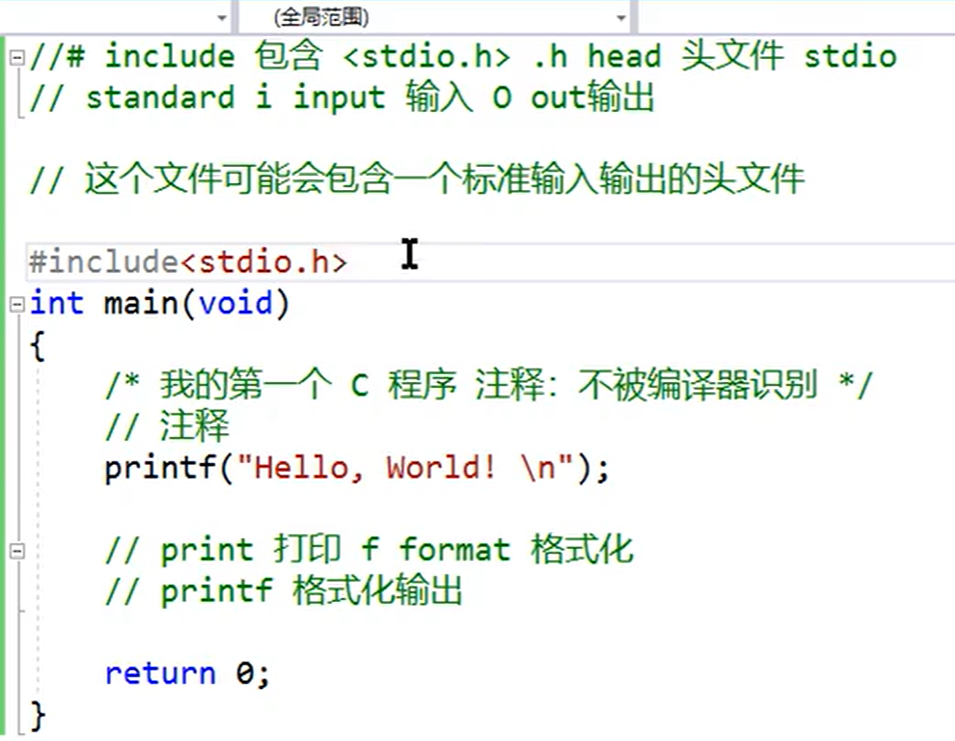 (全局范围)
//# include 包含 <stdio.h> .h head 头文件 stdio
// standard i input 输入 O out输出
// 这个文件可能会包含一个标准输入输出的头文件
#include<stdio.h>
int main(void)
{
/* 我的第一个 C 程序 注释: 不被编译器识别 */
// 注释
printf("Hello, World! \n");
// print 打印 f format 格式化
// printf 格式化输出
return 0;
}